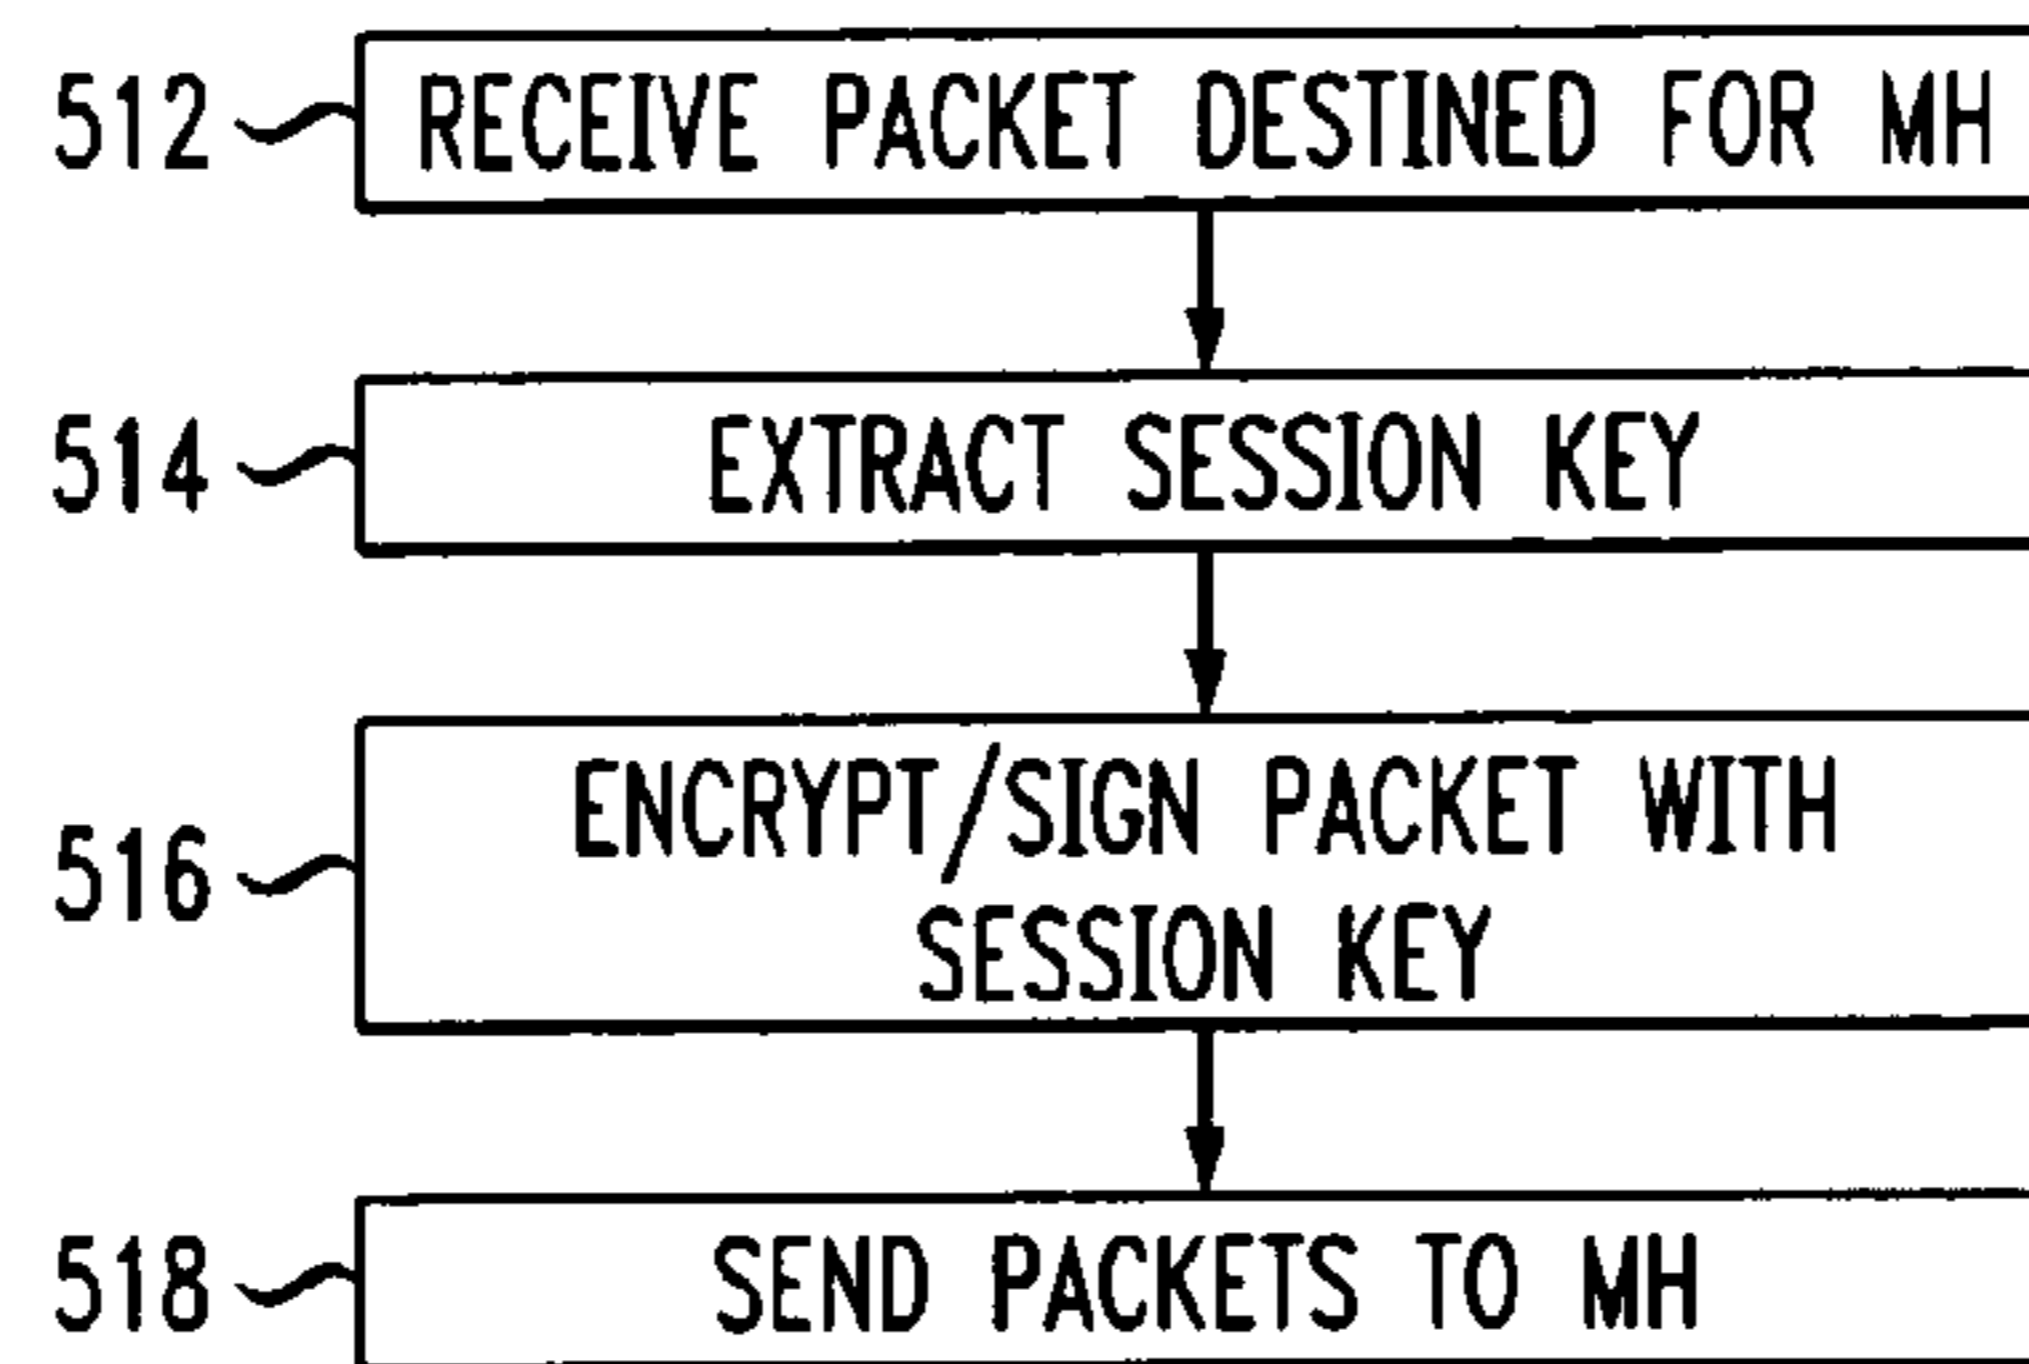 512 RECEIVE PACKET DESTINED FOR MH
514 EXTRACT SESSION KEY
516 ENCRYPT/SIGN PACKET WITH
SESSION KEY
518 SEND PACKETS TO MH